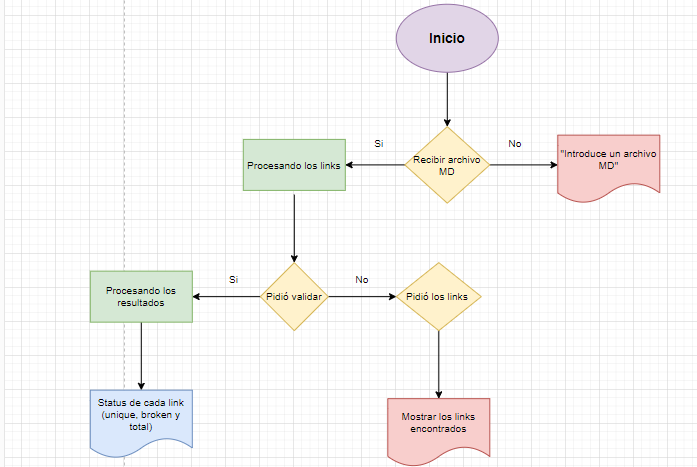 Inicio
Si
No
Recibir archivo
MD
Procesando los links
"Introduce un archivo
MD"
Si
No
Procesando los
resultados
Pidió validar
Pidió los links
Status de cada link
(unique, broken y
total)
Mostrar los links
encontrados